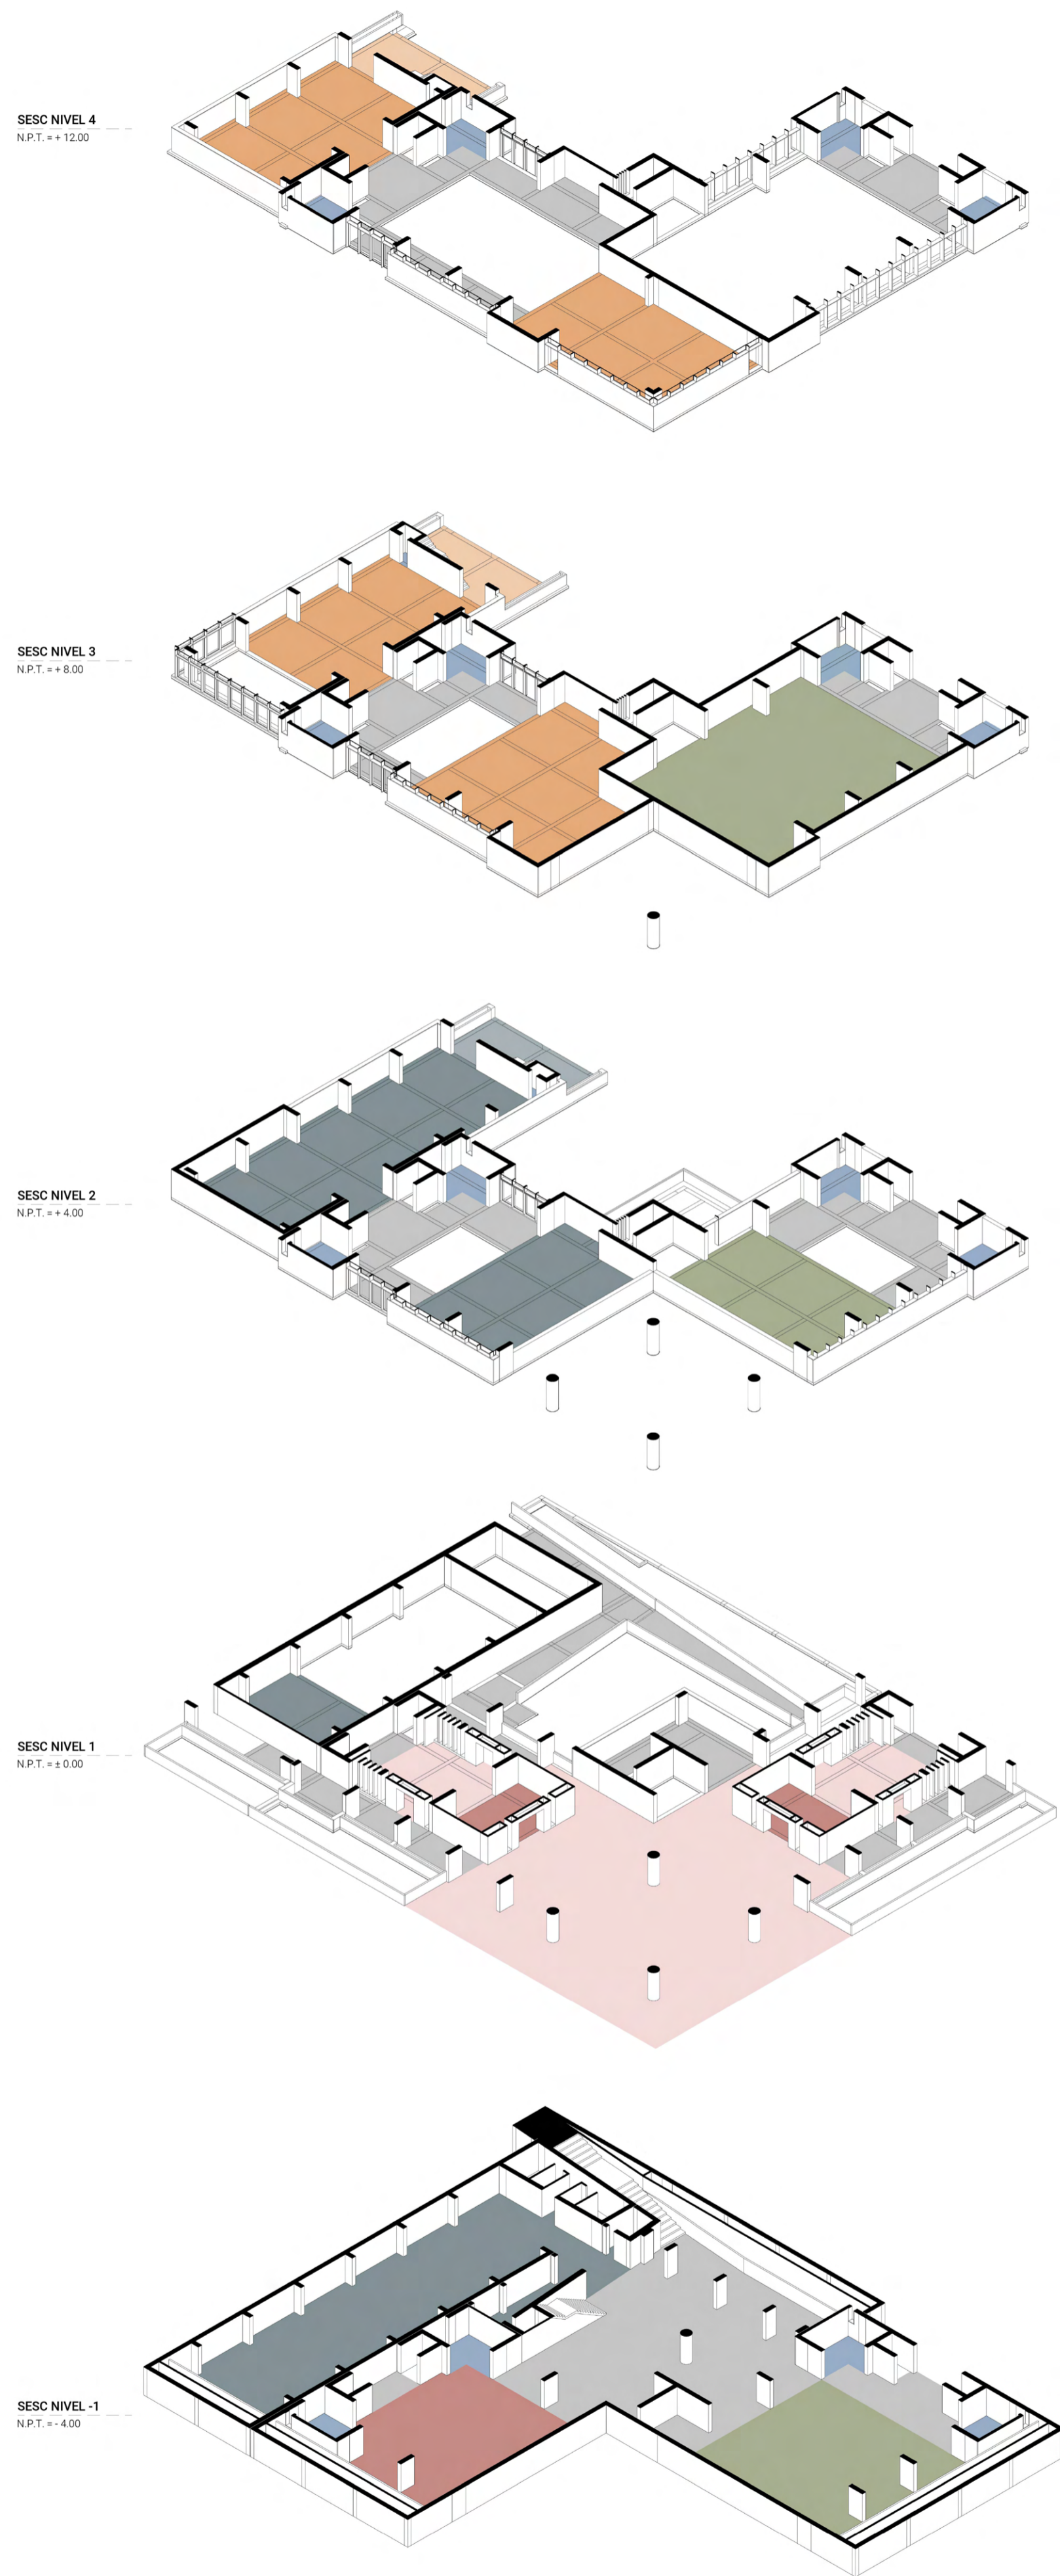 SESC NIVEL 4
N.P.T. = + 12.00
SESC NIVEL 3
N.P.T. = + 8.00
SESC NIVEL 2
N.P.T. = + 4.00
SESC NIVEL 1
N.P.T. = ± 0.00
SESC NIVEL -1
N.P.T. = - 4.00